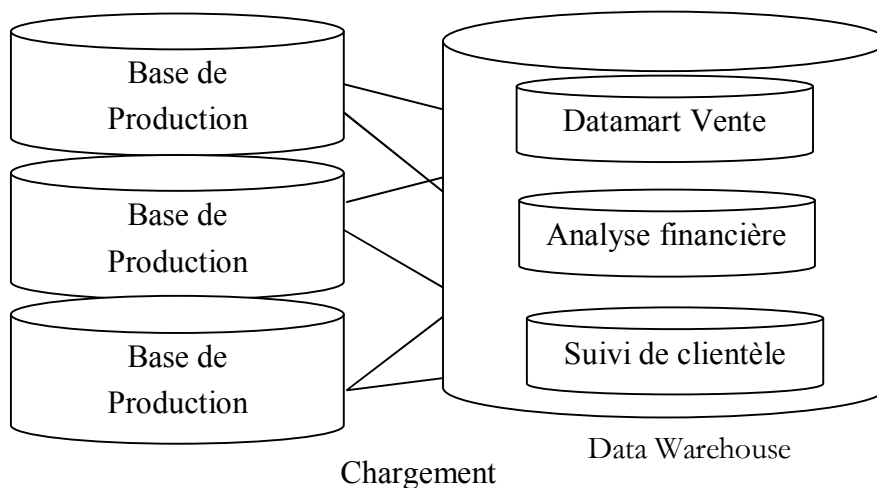 Base de
Production
Base de
Production
Base de
Production
Datamart Vente
Analyse financière
Suivi de clientèle
Data Warehouse
Chargement